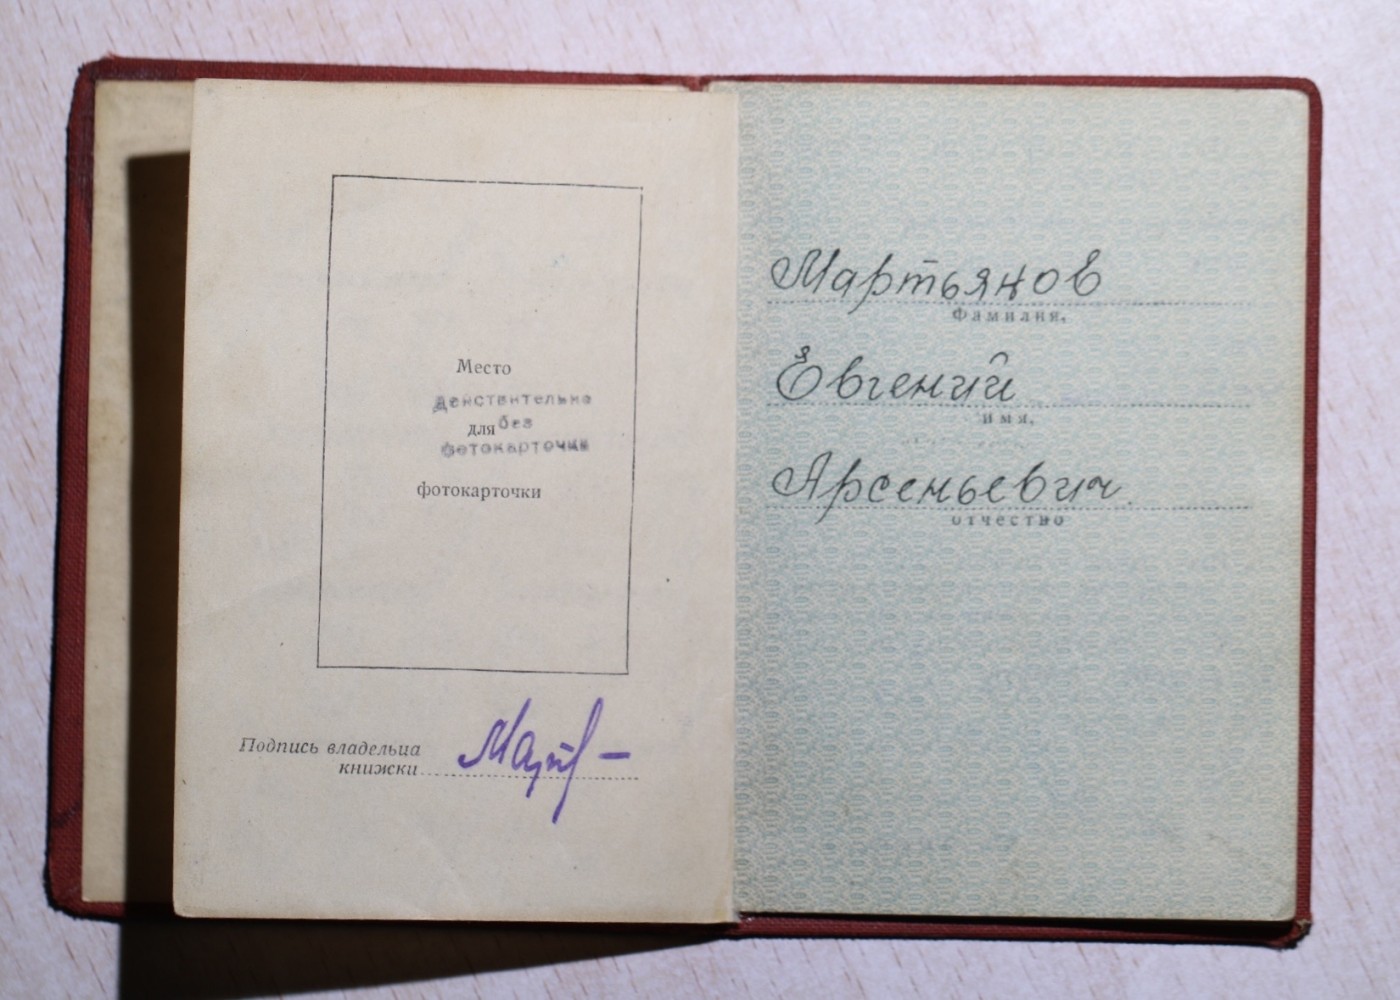 Место
действительно
для без
фотокарточки
фотокарточки
Подпись владельца
книжки
Мартьянов
Фамилия,
Евгений
имя,
Арсеньевич
отчество